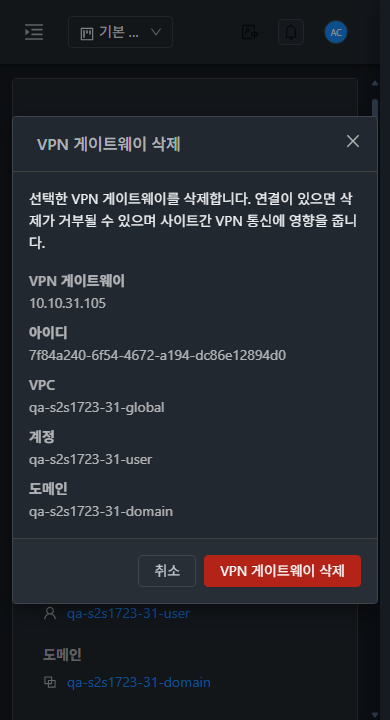 기본 ...
AC
VPN 게이트웨이 삭제
선택한 VPN 게이트웨이를 삭제합니다. 연결이 있으면 삭
제가 거부될 수 있으며 사이트간 VPN 통신에 영향을 줍니
다.
VPN 게이트웨이
10.10.31.105
아이디
7f84a240-6f54-4672-a194-dc86e12894d0
VPC
qa-s2s1723-31-global
계정
qa-s2s1723-31-user
도메인
qa-s2s1723-31-domain
취소
VPN 게이트웨이 삭제
qa-s2s1723-31-user
도메인
qa-s2s1723-31-domain